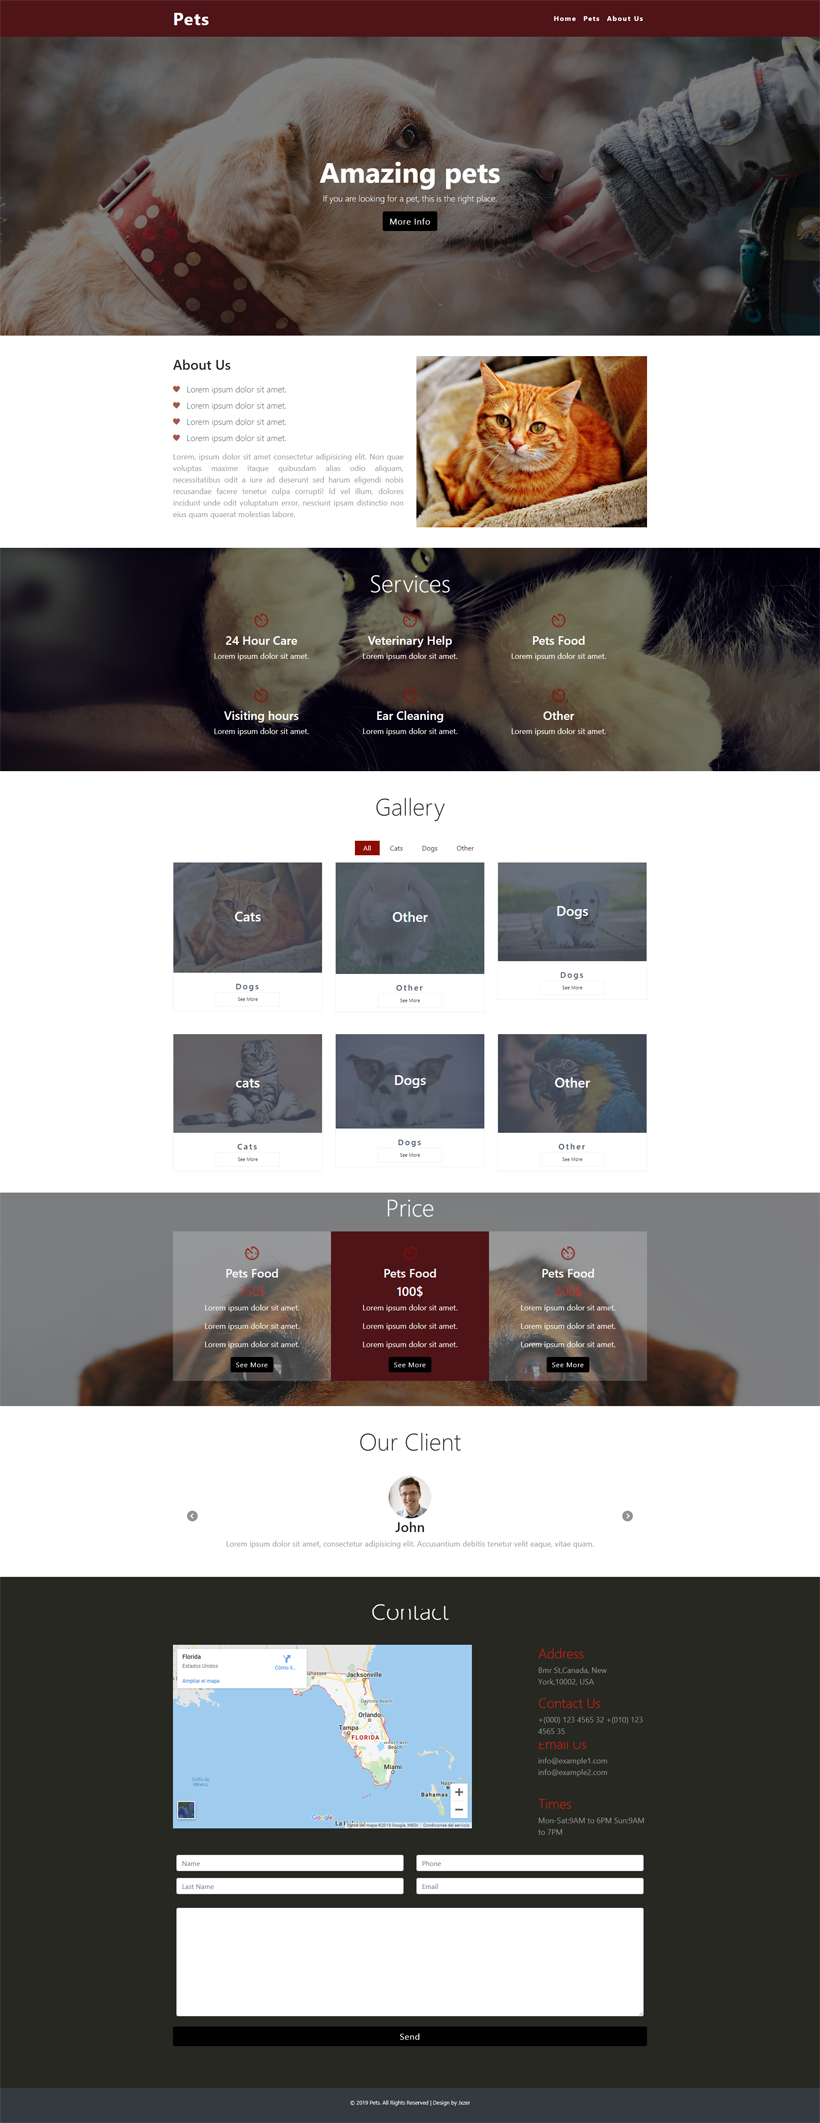 Pets
Home Pets About Us
Amazing pets
If you are looking for a pet, this is the right place.
More Info
About Us
Lorem ipsum dolor sit amet.
Lorem ipsum dolor sit amet.
Lorem ipsum dolor sit amet.
Lorem ipsum dolor sit amet.
Lorem, ipsum dolor sit amet consectetur adipisicing elit. Non quae
voluptas maxime itaque quibusdam alias odio aliquam,
necessitatibus odit a iure ad deserunt sed harum eligendi nobis
recusandae facere tenetur culpa corrupti! Id vel illum, dolores
incidunt unde odit voluptatum error, nesciunt ipsam distinctio non
eius quam quaerat molestias labore.
Services
24 Hour Care
Lorem ipsum dolor sit amet.
Veterinary Help
Lorem ipsum dolor sit amet.
Pets Food
Lorem ipsum dolor sit amet.
Visiting hours
Lorem ipsum dolor sit amet.
Ear Cleaning
Lorem ipsum dolor sit amet.
Other
Lorem ipsum dolor sit amet.
Gallery
All Cats Dogs Other
Cats
Dogs
See More
Other
Other
See More
Dogs
Dogs
See More
cats
Cats
See More
Dogs
Dogs
See More
Other
Other
See More
Price
Pets Food
Lorem ipsum dolor sit amet.
Lorem ipsum dolor sit amet.
Lorem ipsum dolor sit amet.
See More
Pets Food
100$
Lorem ipsum dolor sit amet.
Lorem ipsum dolor sit amet.
Lorem ipsum dolor sit amet.
See More
Pets Food
Lorem ipsum dolor sit amet.
Lorem ipsum dolor sit amet.
Lorem ipsum dolor sit amet.
See More
Our Client
John
Lorem ipsum dolor sit amet, consectetur adipisicing elit. Accusantium debitis tenetur velit eaque, vitae quam.
Contact
Florida
Estados Unidos
Ampliar el mapa
Cómo ll...
Jacksonville
Daytona Beach
Orlando
Tampa
FLORIDA
Beach
Miami
Golfo de
México
Bahamas
Google
Datos del mapa ©2019 Google, INEGI
Condiciones del servicio
Address
Bmr St,Canada, New
York,10002, USA
Contact Us
+(000) 123 4565 32 +(010) 123
4565 35
Email Us
info@example1.com
info@example2.com
Times
Mon-Sat:9AM to 6PM Sun:9AM
to 7PM
Name
Phone
Last Name
Email
Send
© 2019 Pets. All Rights Reserved | Design by Jxzer